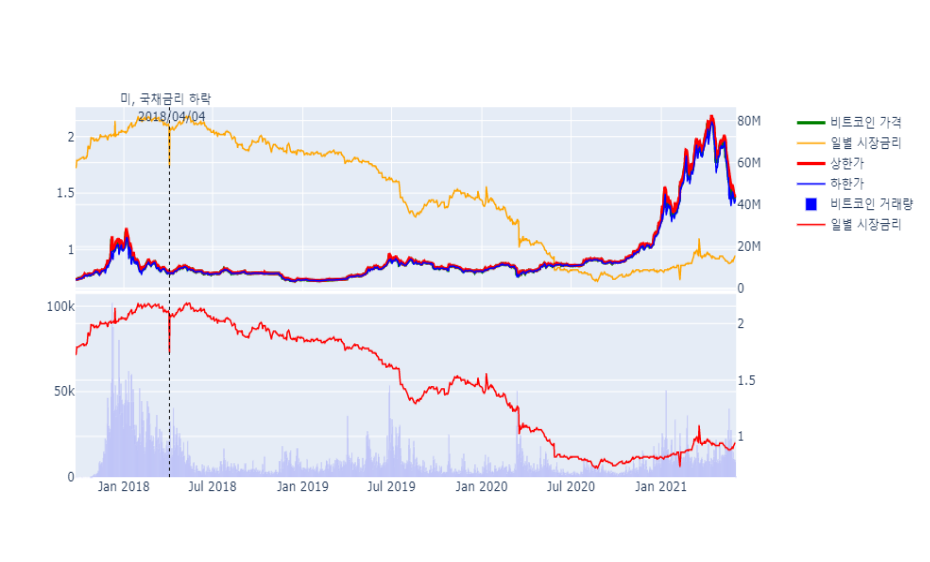 미, 국채금리 하락
2018/04/04
2
1.5
1
80M
60M
40M
20M
0
비트코인 가격
일별 시장금리
상한가
하한가
비트코인 거래량
일별 시장금리
100k
50k
0
2
1.5
1
Jan 2018
Jul 2018
Jan 2019
Jul 2019
Jan 2020
Jul 2020
Jan 2021